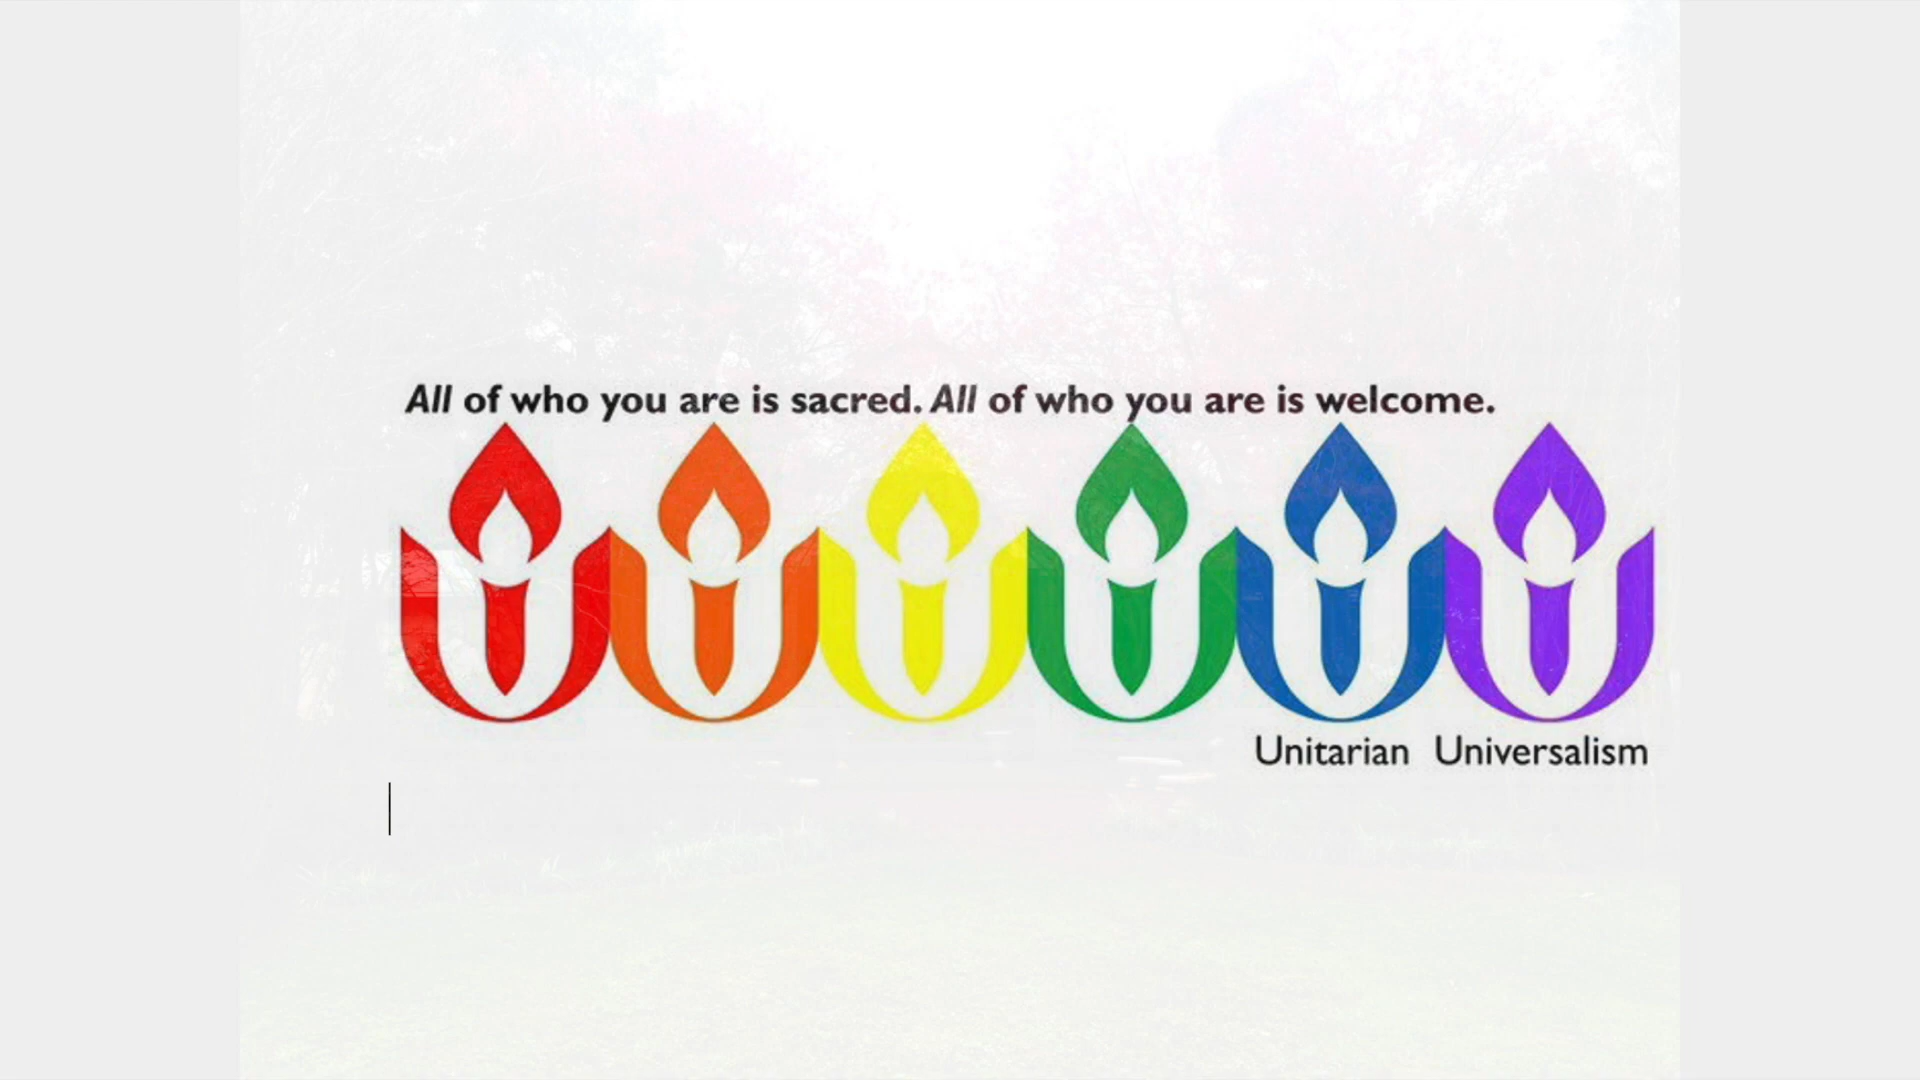 All of who you are is sacred. All of who you are is welcome.
Unitarian Universalism